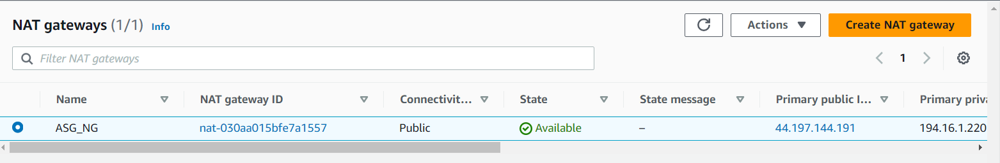 NAT gateways (1/1) Info
Actions
Create NAT gateway
Filter NAT gateways
1
Name NAT gateway ID Connectivit... State State message Primary public I... Primary priva
ASG_NG nat-030aa015bfe7a1557 Public Available – 44.197.144.191 194.16.1.220